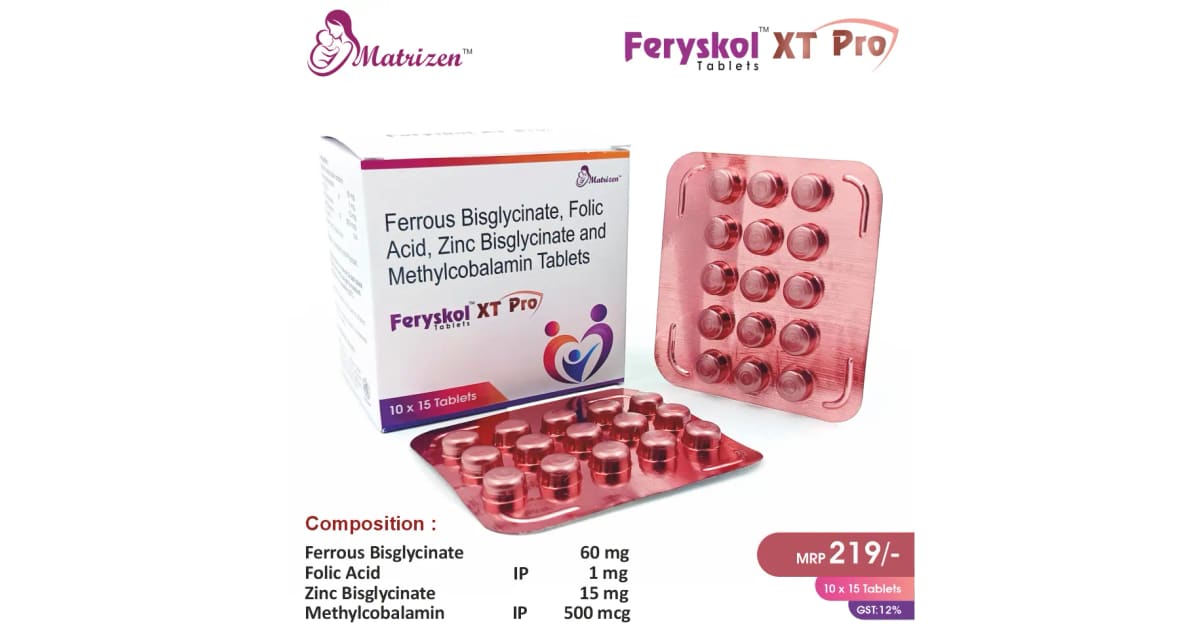 Matrizen™
Feryskol™ XT Pro
Tablets
Matrizen™
Ferrous Bisglycinate, Folic
Acid, Zinc Bisglycinate and
Methylcobalamin Tablets
Feryskol™ XT Pro
Tablets
10 x 15 Tablets
Composition :
Ferrous Bisglycinate 60 mg
Folic Acid IP 1 mg
Zinc Bisglycinate 15 mg
Methylcobalamin IP 500 mcg
MRP 219/-
10 x 15 Tablets
GST:12%